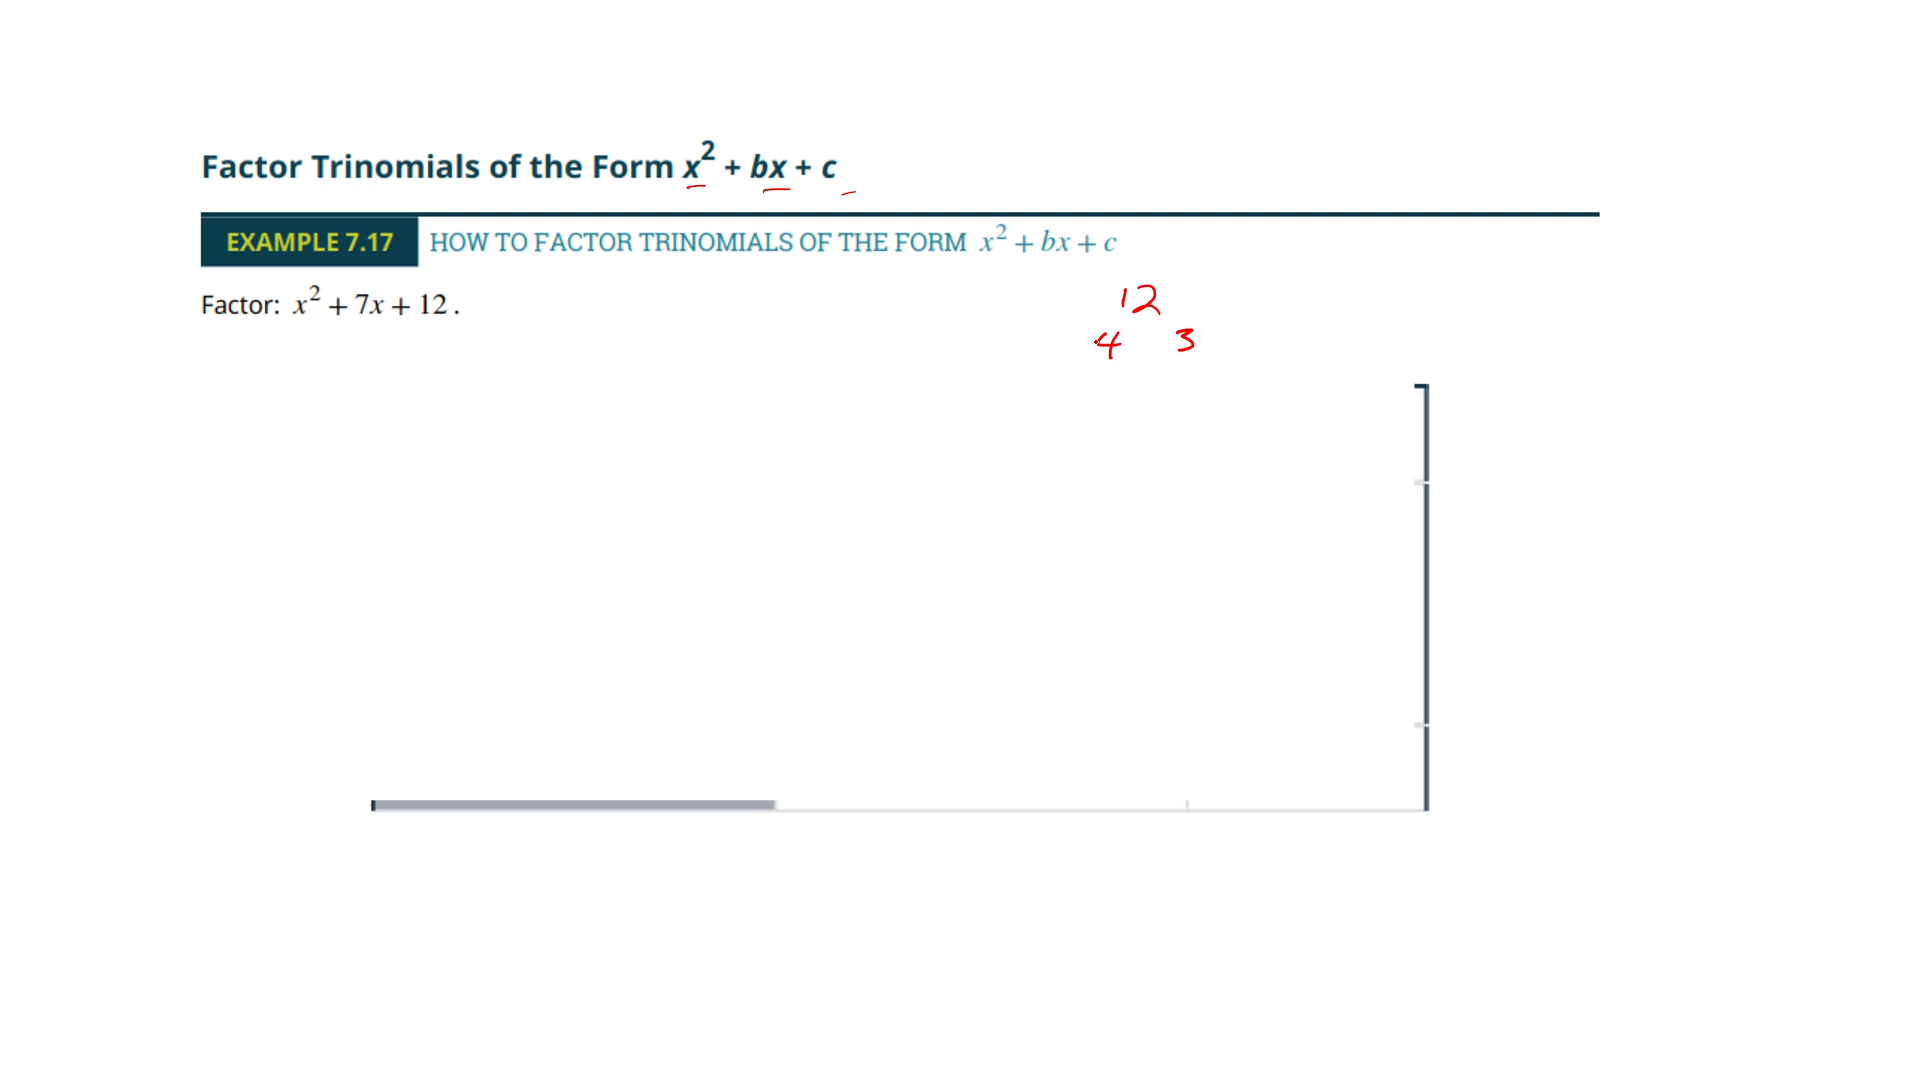 Factor Trinomials of the Form x² + bx + c
EXAMPLE 7.17 HOW TO FACTOR TRINOMIALS OF THE FORM x² + bx + c
Factor: x² + 7x + 12 .
12
4 3